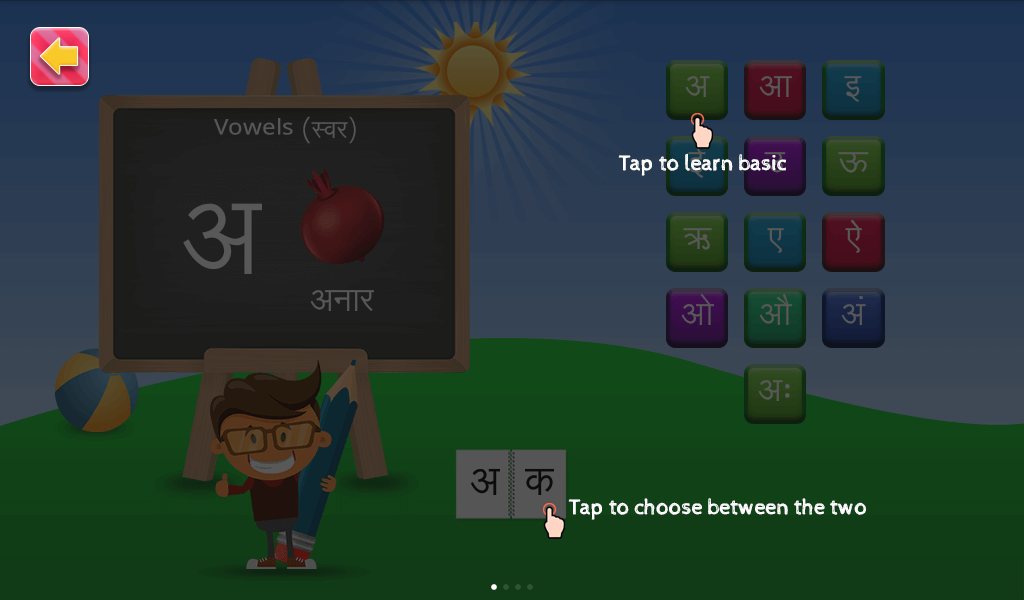 Vowels (स्वर)
अ
अनार
अ आ इ
Tap to learn basic
ऊ
ऋ ए ऐ
ओ औ अं
अः
अ क
Tap to choose between the two